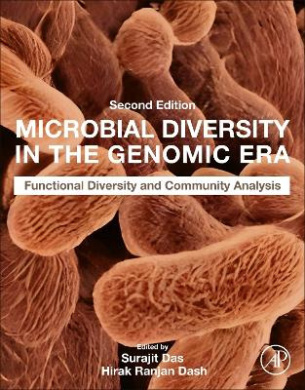 Second Edition
MICROBIAL DIVERSITY
IN THE GENOMIC ERA
Functional Diversity and Community Analysis
Edited by
Surajit Das
Hirak Ranjan Dash
AP